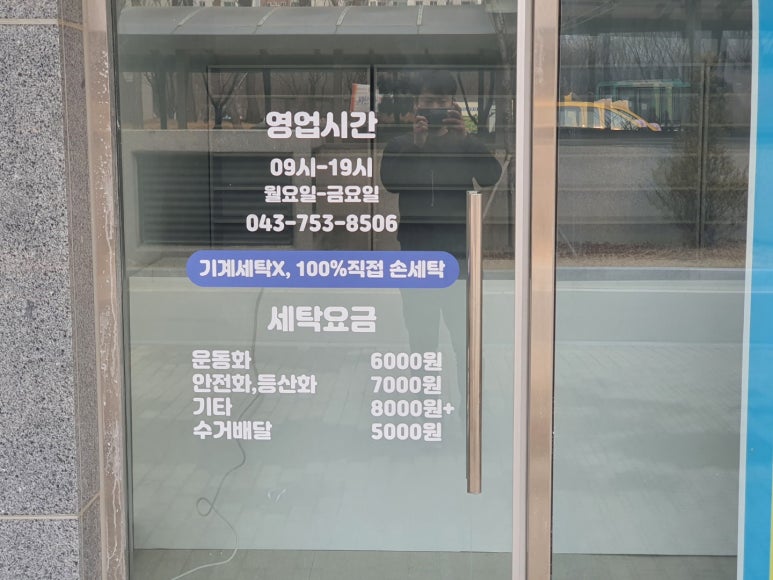 영업시간
09시-19시
월요일-금요일
043-753-8506
기계세탁X, 100%직접 손세탁
세탁요금
운동화 6000원
안전화,등산화 7000원
기타 8000원+
수거배달 5000원